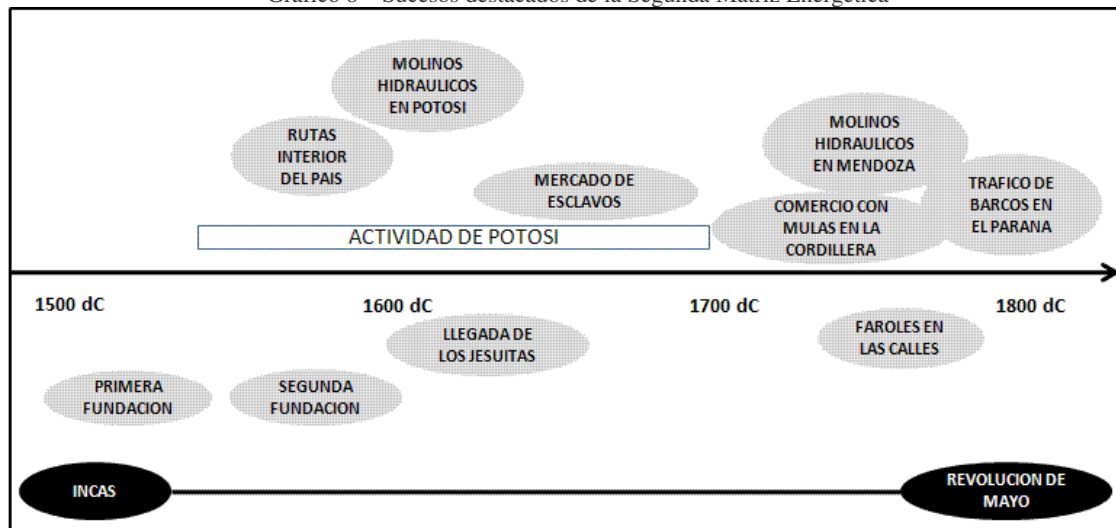 Gráfico 6 – Sucesos destacados de la Segunda Matriz Energética
MOLINOS
HIDRAULICOS
EN POTOSI
RUTAS
INTERIOR
DEL PAIS
MERCADO DE
ESCLAVOS
MOLINOS
HIDRAULICOS
EN MENDOZA
TRAFICO DE
BARCOS EN
EL PARANA
COMERCIO CON
MULAS EN LA
CORDILLERA
ACTIVIDAD DE POTOSI
1500 dC 1600 dC 1700 dC 1800 dC
LLEGADA DE
LOS JESUITAS
FAROLES EN
LAS CALLES
PRIMERA
FUNDACION
SEGUNDA
FUNDACION
INCAS
REVOLUCION DE
MAYO